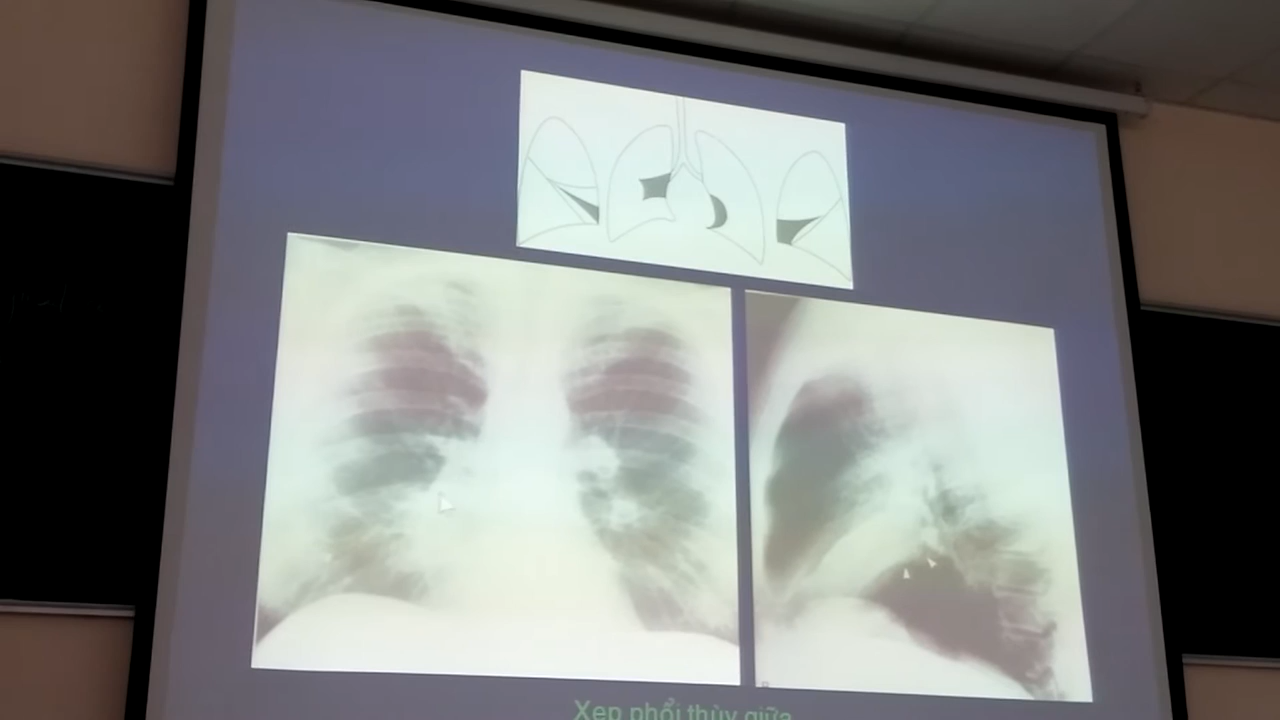 Xẹp phổi thùy giữa